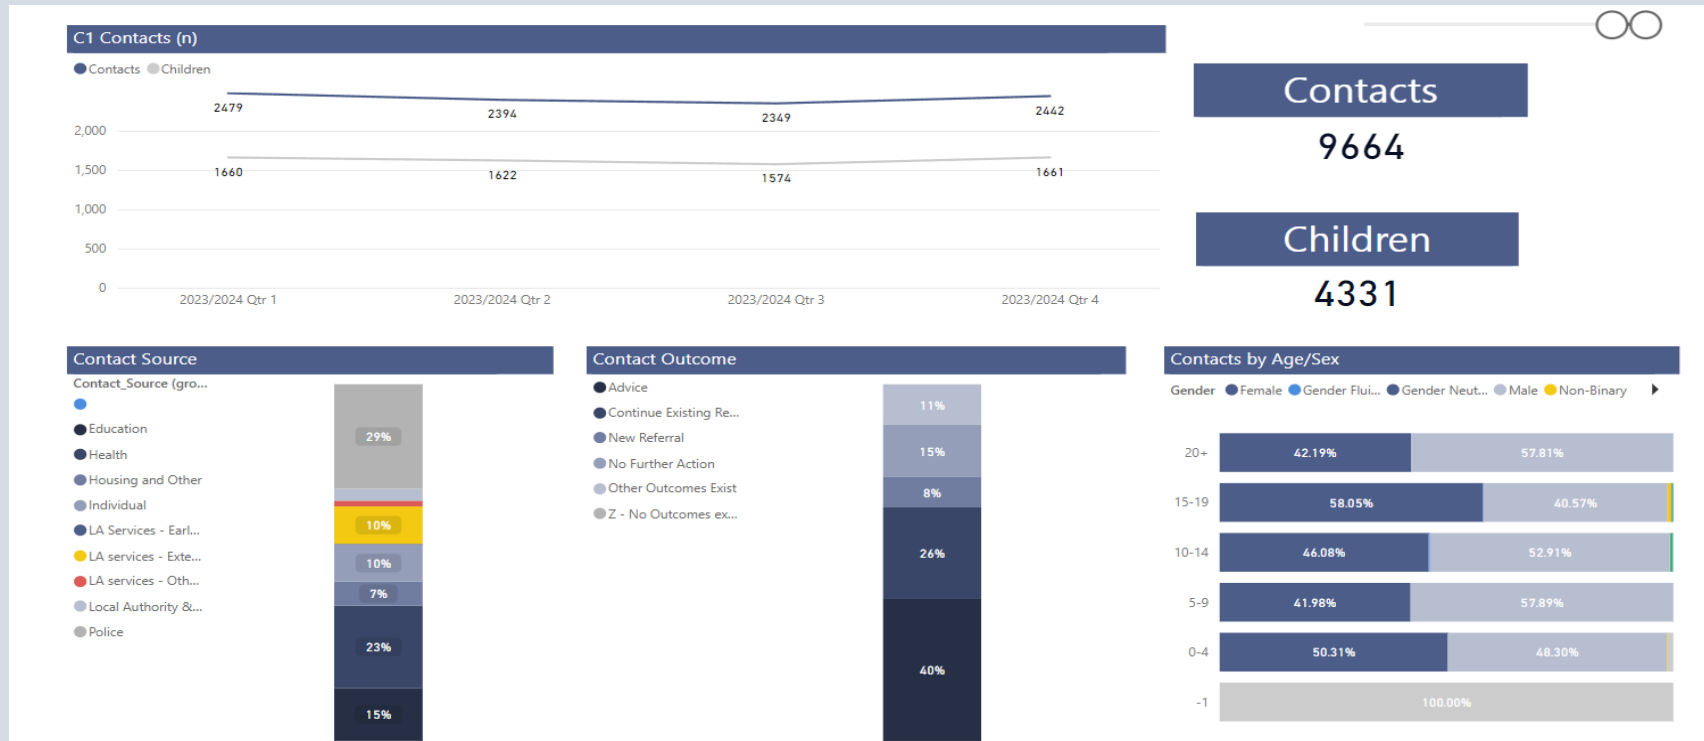 C1 Contacts (n)
Contacts Children
2479
2394
2349
2442
2,000
1,500
1660
1622
1574
1661
1,000
500
0
2023/2024 Qtr 1
2023/2024 Qtr 2
2023/2024 Qtr 3
2023/2024 Qtr 4
Contacts
9664
Children
4331
Contact Source
Contact_Source (gro...
Education
Health
Housing and Other
Individual
LA Services - Earl...
LA services - Exte...
LA services - Oth...
Local Authority &...
Police
29%
10%
10%
7%
23%
15%
Contact Outcome
Advice
Continue Existing Re...
New Referral
No Further Action
Other Outcomes Exist
Z - No Outcomes ex...
11%
15%
8%
26%
40%
Contacts by Age/Sex
Gender Female Gender Flui... Gender Neut... Male Non-Binary
20+ 42.19% 57.81%
15-19 58.05% 40.57%
10-14 46.08% 52.91%
5-9 41.98% 57.89%
0-4 50.31% 48.30%
-1 100.00%